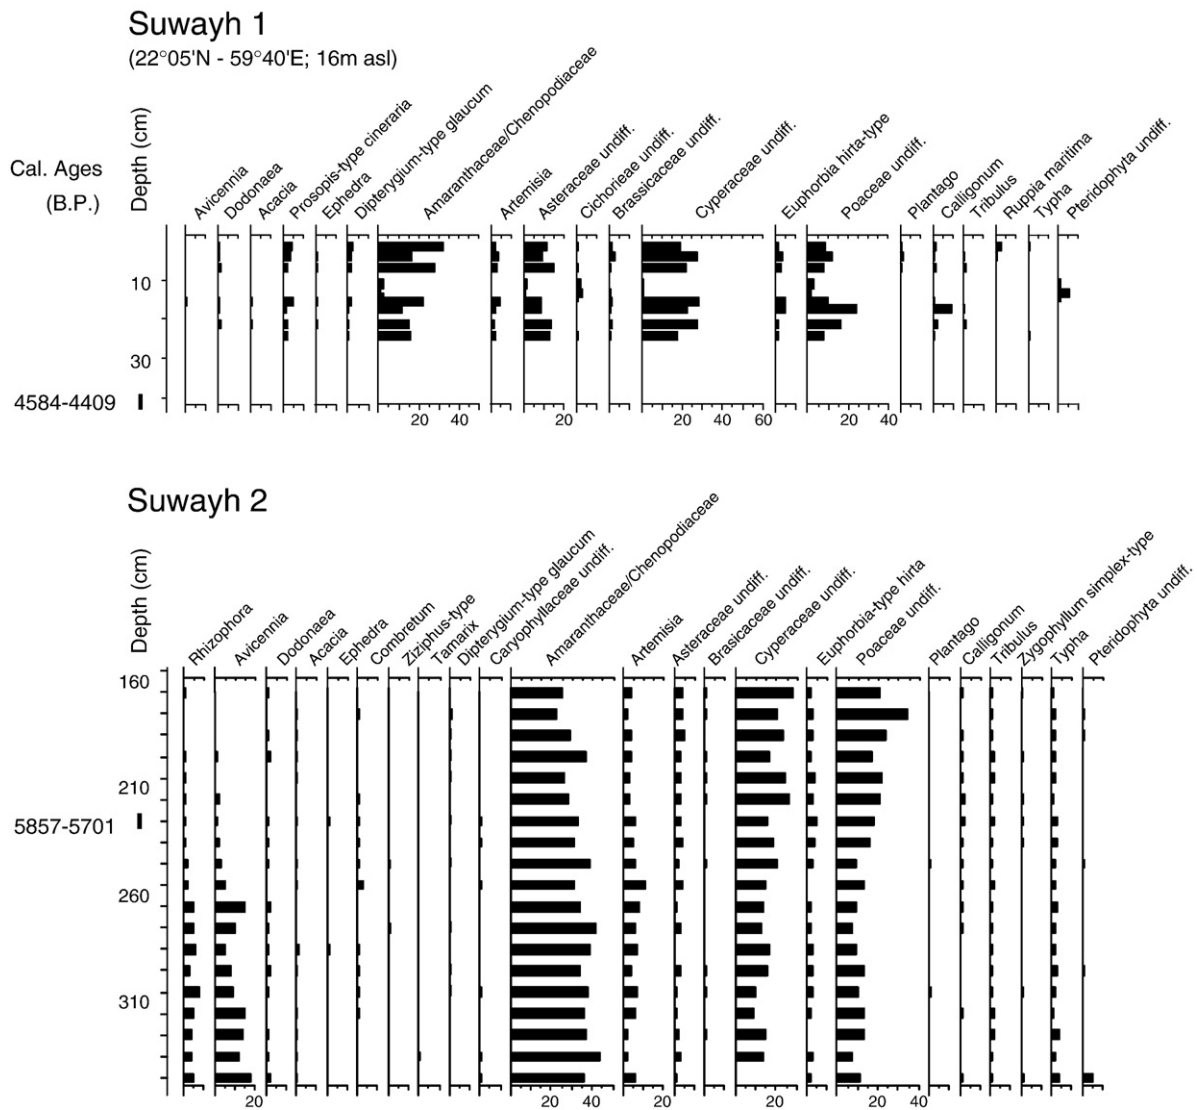 Suwayh 1
(22°05'N - 59°40'E; 16m asl)
Cal. Ages
(B.P.)
Depth (cm)
Avicennia
Dodonaea
Acacia
Prosopis-type cineraria
Ephedra
Dipterygium-type glaucum
Amaranthaceae/Chenopodiaceae
Artemisia
Asteraceae undiff.
Cichorieae undiff.
Brassicaceae undiff.
Cyperaceae undiff.
Euphorbia hirta-type
Poaceae undiff.
Plantago
Calligonum
Tribulus
Ruppia maritima
Typha
Pteridophyta undiff.
10
30
4584-4409
20 40 20 20 40 60 20 40
Suwayh 2
Depth (cm)
Rhizophora
Avicennia
Dodonaea
Acacia
Ephedra
Combretum
Ziziphus-type
Tamarix
Dipterygium-type glaucum
Caryophyllaceae undiff.
Amaranthaceae/Chenopodiaceae
Artemisia
Asteraceae undiff.
Brasicaceae undiff.
Cyperaceae undiff.
Euphorbia-type hirta
Poaceae undiff.
Plantago
Calligonum
Tribulus
Zygophyllum simplex-type
Typha
Pteridophyta undiff.
160
210
5857-5701
260
310
20 20 40 20 20 20 40